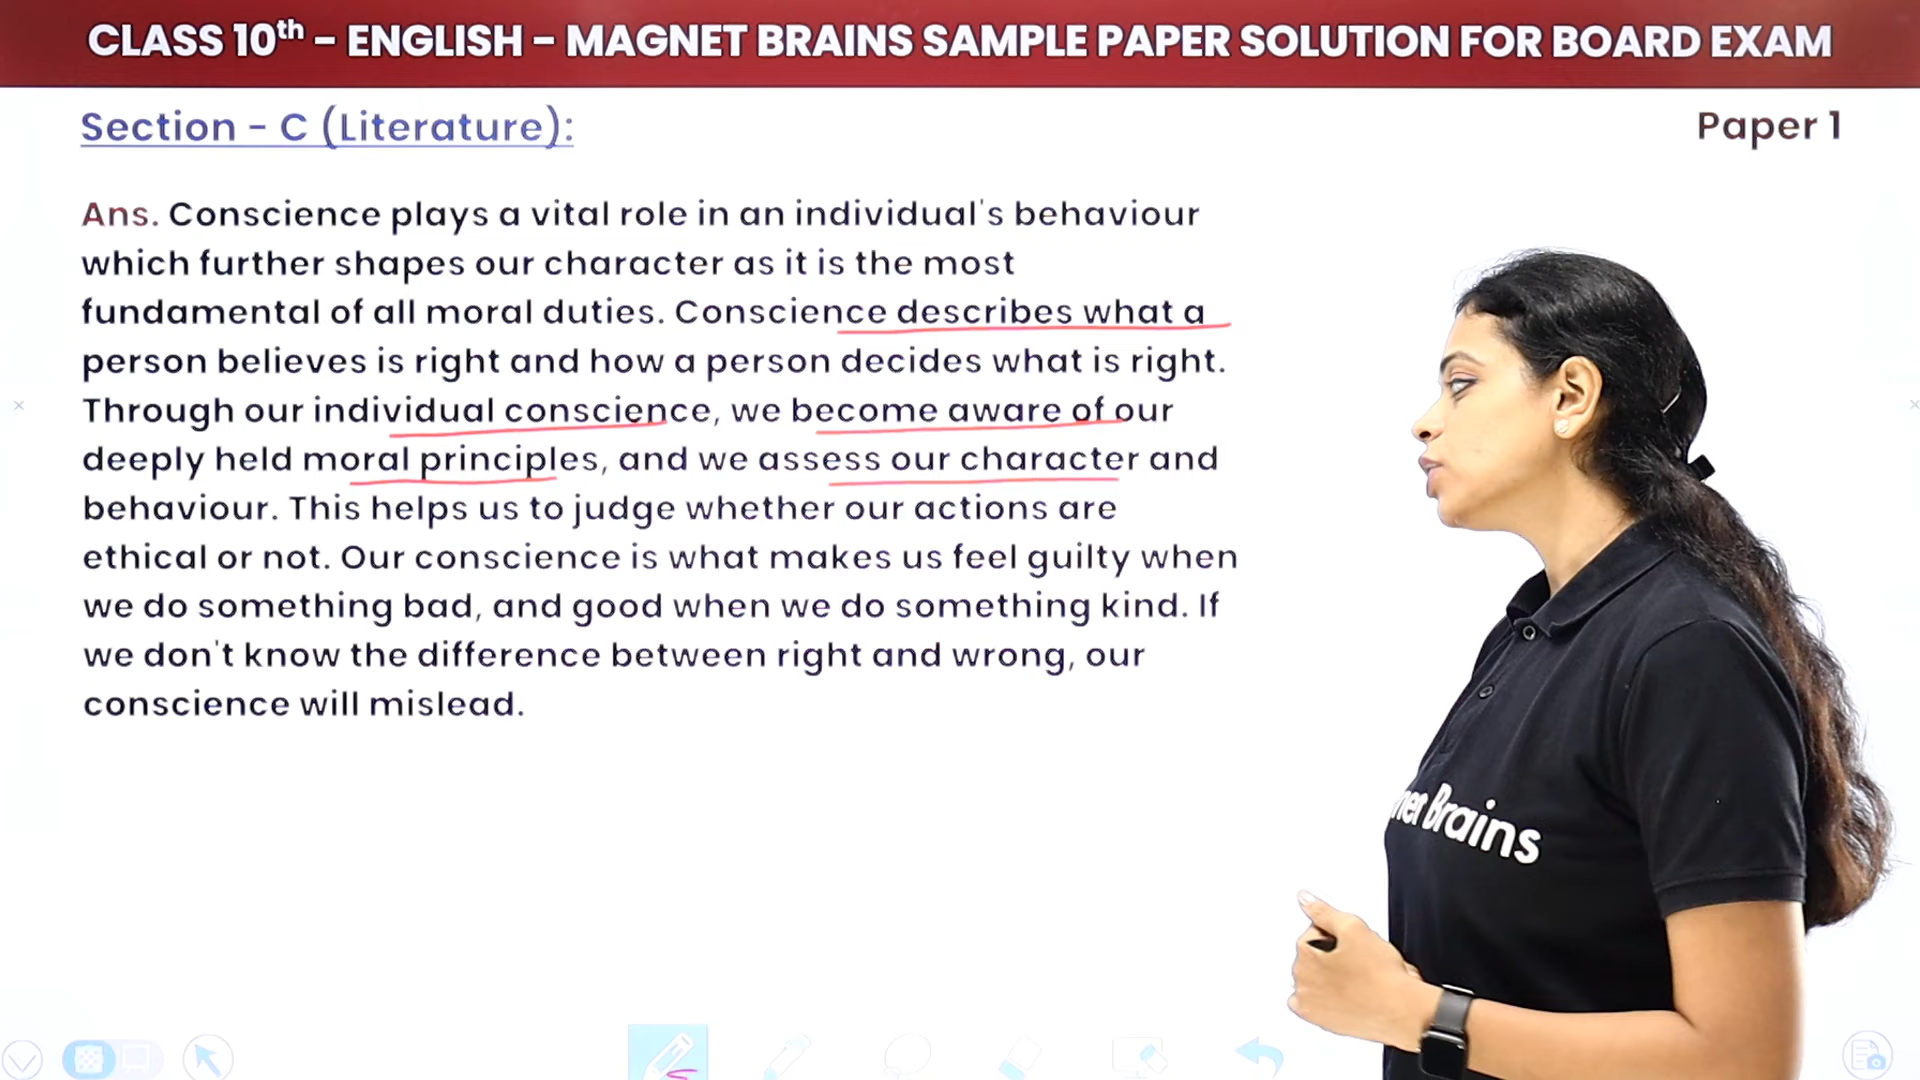 CLASS 10th - ENGLISH - MAGNET BRAINS SAMPLE PAPER SOLUTION FOR BOARD EXAM
Section - C (Literature):
Paper 1
Ans. Conscience plays a vital role in an individual's behaviour
which further shapes our character as it is the most
fundamental of all moral duties. Conscience describes what a
person believes is right and how a person decides what is right.
Through our individual conscience, we become aware of our
deeply held moral principles, and we assess our character and
behaviour. This helps us to judge whether our actions are
ethical or not. Our conscience is what makes us feel guilty when
we do something bad, and good when we do something kind. If
we don't know the difference between right and wrong, our
conscience will mislead.
Brains